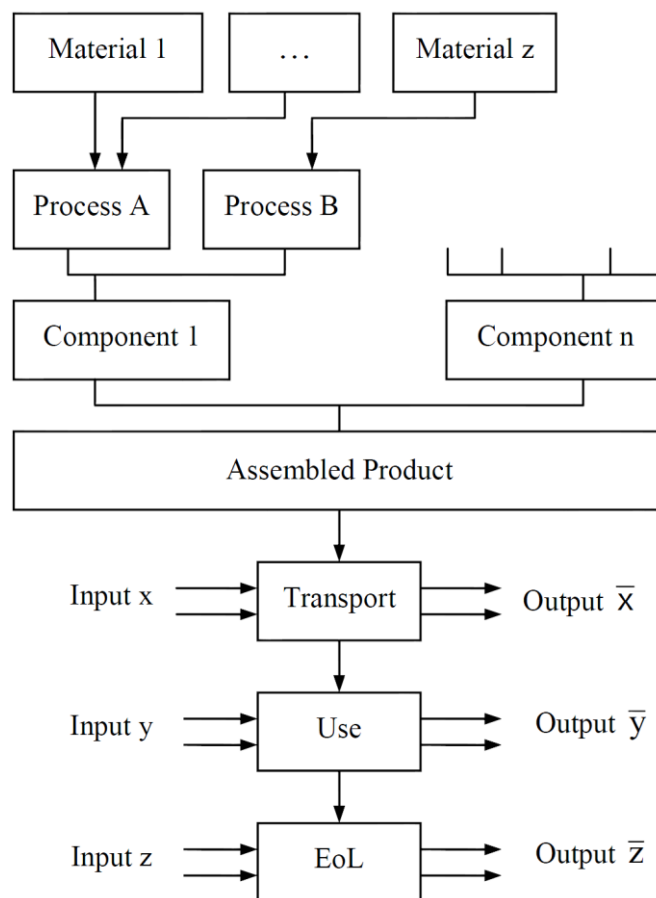 Material 1
...
Material z
Process A
Process B
Component 1
Component n
Assembled Product
Input x
Transport
Output x̅
Input y
Use
Output y̅
Input z
EoL
Output z̅